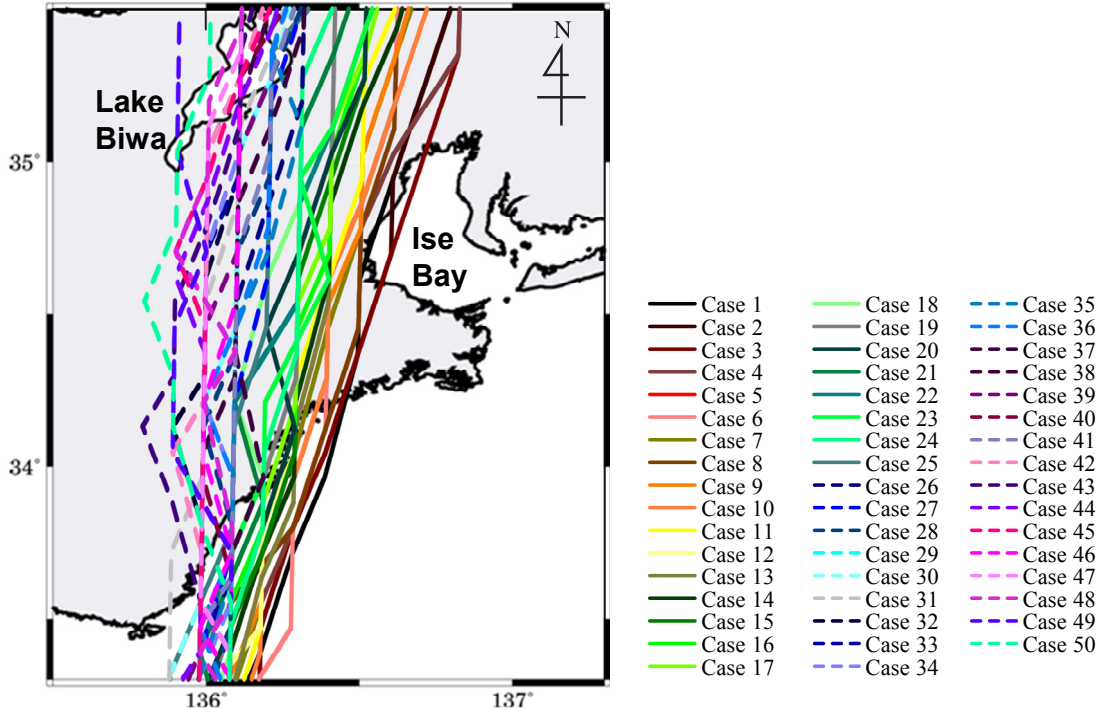 N
Lake
Biwa
35°
Ise
Bay
34°
136°
137°
Case 1
Case 2
Case 3
Case 4
Case 5
Case 6
Case 7
Case 8
Case 9
Case 10
Case 11
Case 12
Case 13
Case 14
Case 15
Case 16
Case 17
Case 18
Case 19
Case 20
Case 21
Case 22
Case 23
Case 24
Case 25
Case 26
Case 27
Case 28
Case 29
Case 30
Case 31
Case 32
Case 33
Case 34
Case 35
Case 36
Case 37
Case 38
Case 39
Case 40
Case 41
Case 42
Case 43
Case 44
Case 45
Case 46
Case 47
Case 48
Case 49
Case 50